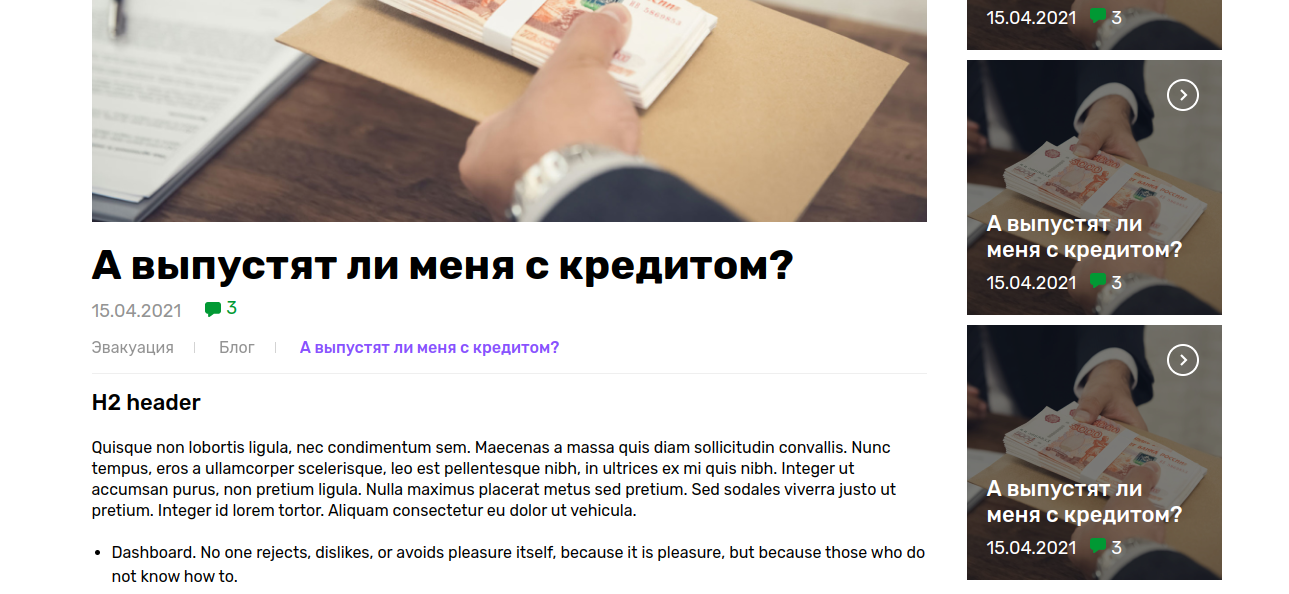 А выпустят ли меня с кредитом?
15.04.2021 3
Эвакуация Блог А выпустят ли меня с кредитом?
H2 header
Quisque non lobortis ligula, nec condimentum sem. Maecenas a massa quis diam sollicitudin convallis. Nunc
tempus, eros a ullamcorper scelerisque, leo est pellentesque nibh, in ultrices ex mi quis nibh. Integer ut
accumsan purus, non pretium ligula. Nulla maximus placerat metus sed pretium. Sed sodales viverra justo ut
pretium. Integer id lorem tortor. Aliquam consectetur eu dolor ut vehicula.
• Dashboard. No one rejects, dislikes, or avoids pleasure itself, because it is pleasure, but because those who do
not know how to.
15.04.2021 3
А выпустят ли
меня с кредитом?
15.04.2021 3
А выпустят ли
меня с кредитом?
15.04.2021 3